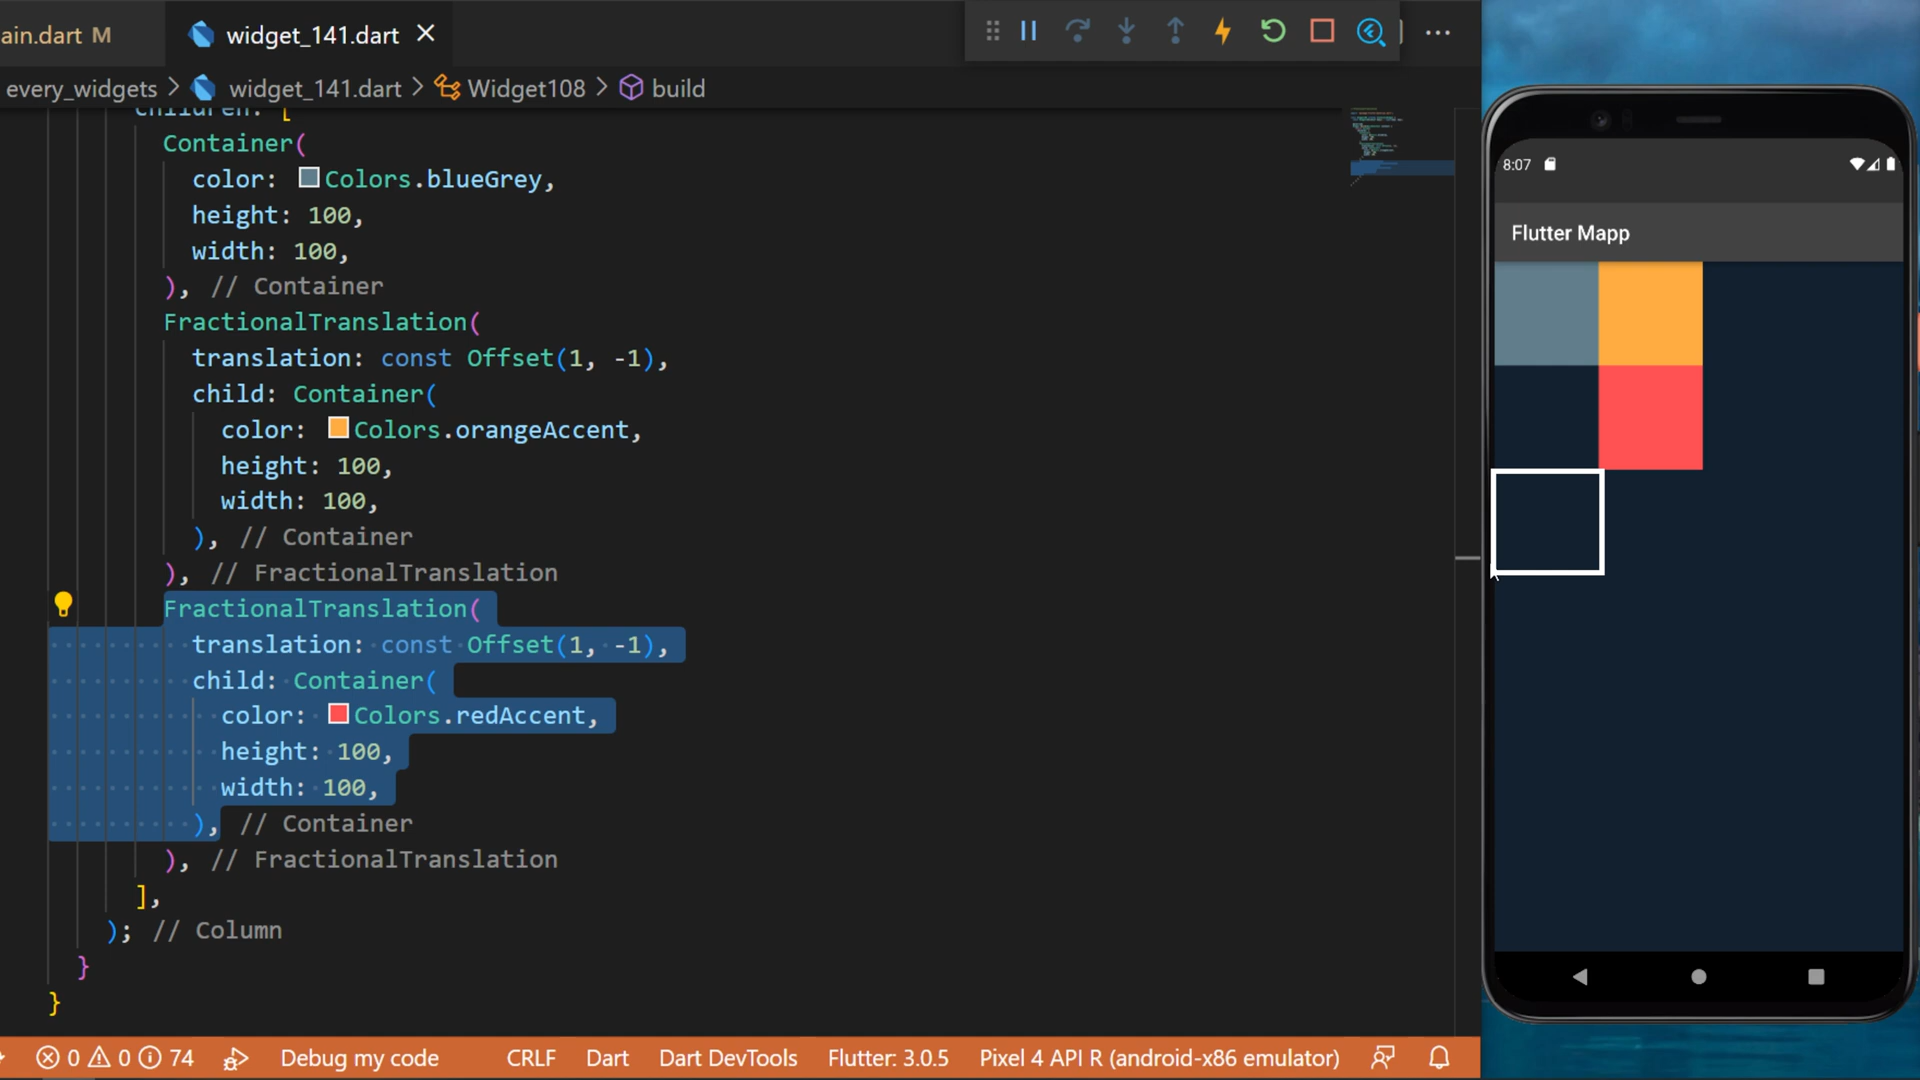 ain.dart M
widget_141.dart
every_widgets > widget_141.dart > Widget108 > build
children: [
Container(
color: Colors.blueGrey,
height: 100,
width: 100,
), // Container
FractionalTranslation(
translation: const Offset(1, -1),
child: Container(
color: Colors.orangeAccent,
height: 100,
width: 100,
), // Container
), // FractionalTranslation
FractionalTranslation(
translation: const Offset(1, -1),
child: Container(
color: Colors.redAccent,
height: 100,
width: 100,
), // Container
), // FractionalTranslation
],
); // Column
}
}
0 0 74 Debug my code CRLF Dart Dart DevTools Flutter: 3.0.5 Pixel 4 API R (android-x86 emulator)
8:07
Flutter Mapp